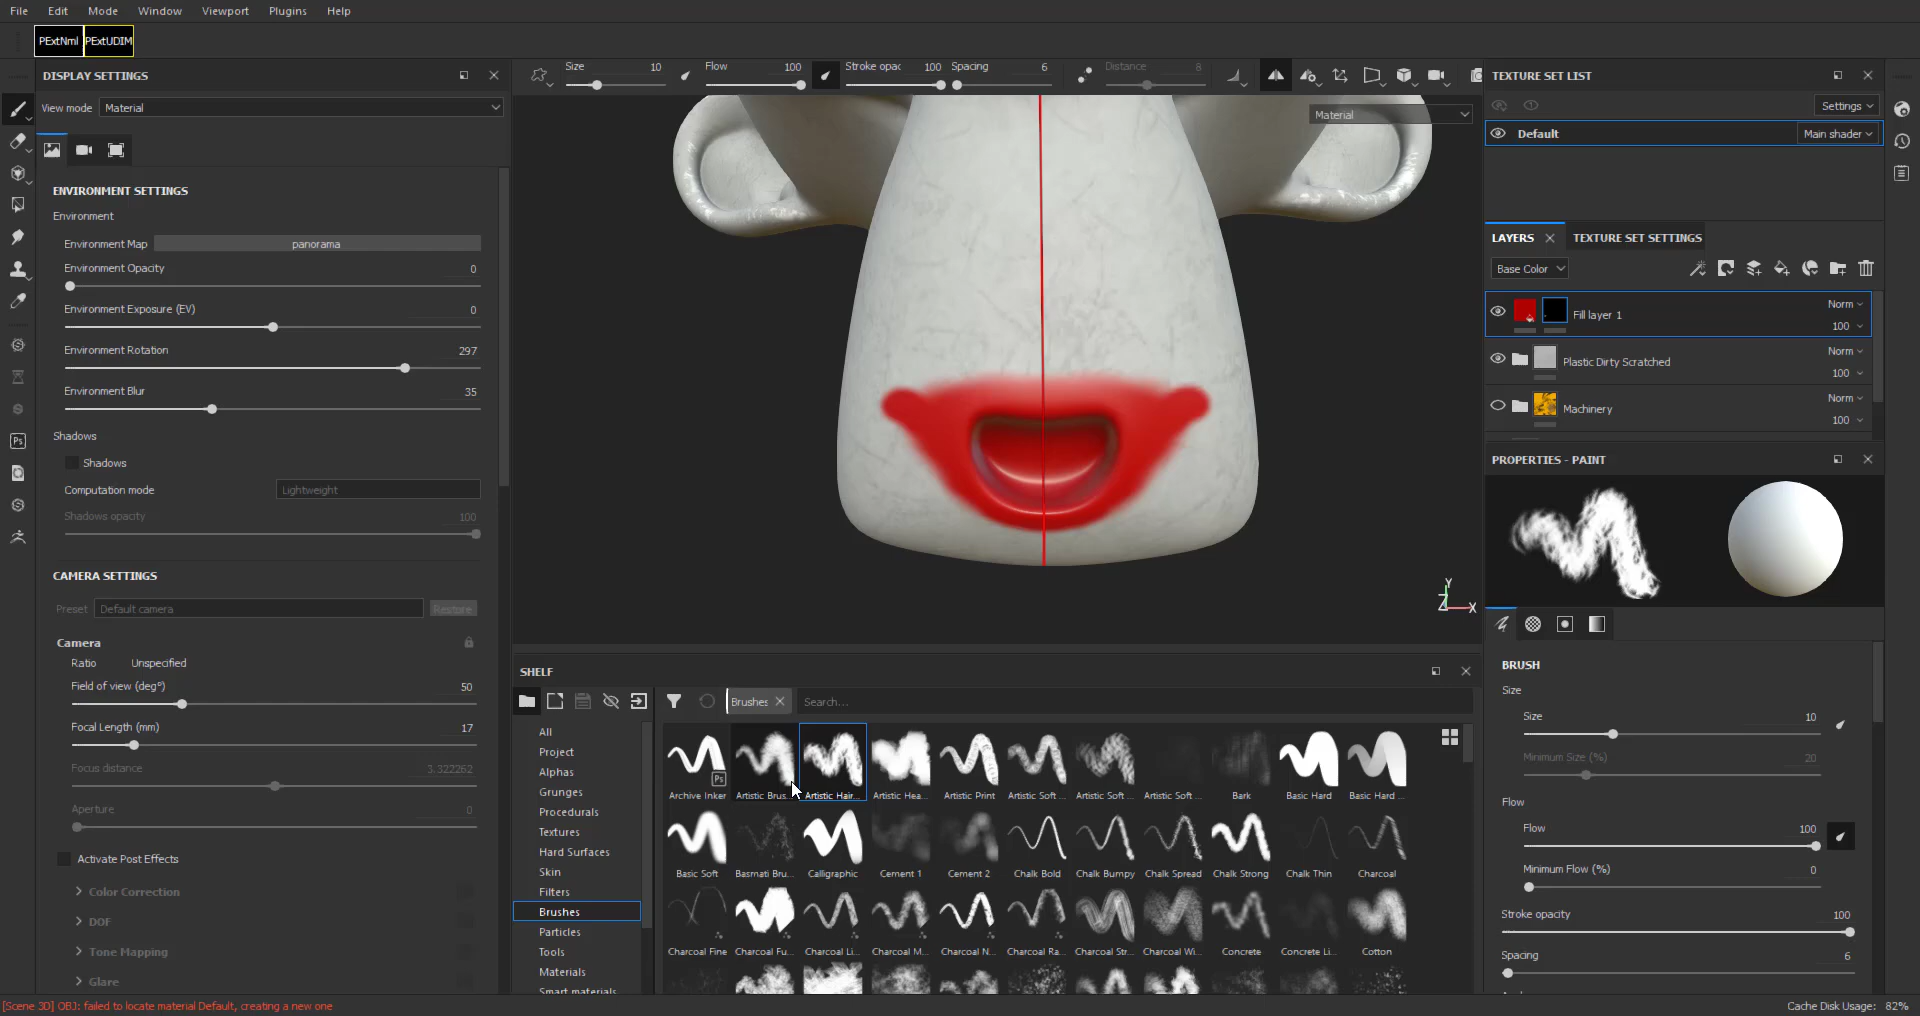 File Edit Mode Window Viewport Plugins Help
PExtNml PExtUDIM
DISPLAY SETTINGS
View mode Material
ENVIRONMENT SETTINGS
Environment
Environment Map panorama
Environment Opacity 0
Environment Exposure (EV) 0
Environment Rotation 297
Environment Blur 35
Shadows
Shadows
Computation mode Lightweight
Shadows opacity 100
CAMERA SETTINGS
Preset Default camera Restore
Camera
Ratio Unspecified
Field of view (deg°) 50
Focal Length (mm) 17
Focus distance 3.322262
Aperture 0
Activate Post Effects
Color Correction
DOF
Tone Mapping
Glare
Size 10 Flow 100 Stroke opac 100 Spacing 6 Distance 8
Material
Y
Z X
SHELF
Brushes Search...
All
Project
Alphas
Grunges
Procedurals
Textures
Hard Surfaces
Skin
Filters
Brushes
Particles
Tools
Materials
Smart materials
Ps
Archive Inker Artistic Brus... Artistic Hair... Artistic Hea... Artistic Print Artistic Soft ... Artistic Soft ... Artistic Soft ... Bark Basic Hard Basic Hard ...
Basic Soft Basmati Bru... Calligraphic Cement 1 Cement 2 Chalk Bold Chalk Bumpy Chalk Spread Chalk Strong Chalk Thin Charcoal
Charcoal Fine Charcoal Fu... Charcoal Li... Charcoal M... Charcoal N... Charcoal Ra... Charcoal Str... Charcoal Wi... Concrete Concrete Li... Cotton
TEXTURE SET LIST
Settings
Default Main shader
LAYERS TEXTURE SET SETTINGS
Base Color
Fill layer 1 Norm 100
Plastic Dirty Scratched Norm 100
Machinery Norm 100
PROPERTIES - PAINT
BRUSH
Size
Size 10
Minimum Size (%) 20
Flow
Flow 100
Minimum Flow (%) 0
Stroke opacity 100
Spacing 6
Ps
[Scene 3D] OBJ: failed to locate material Default, creating a new one
Cache Disk Usage: 82%